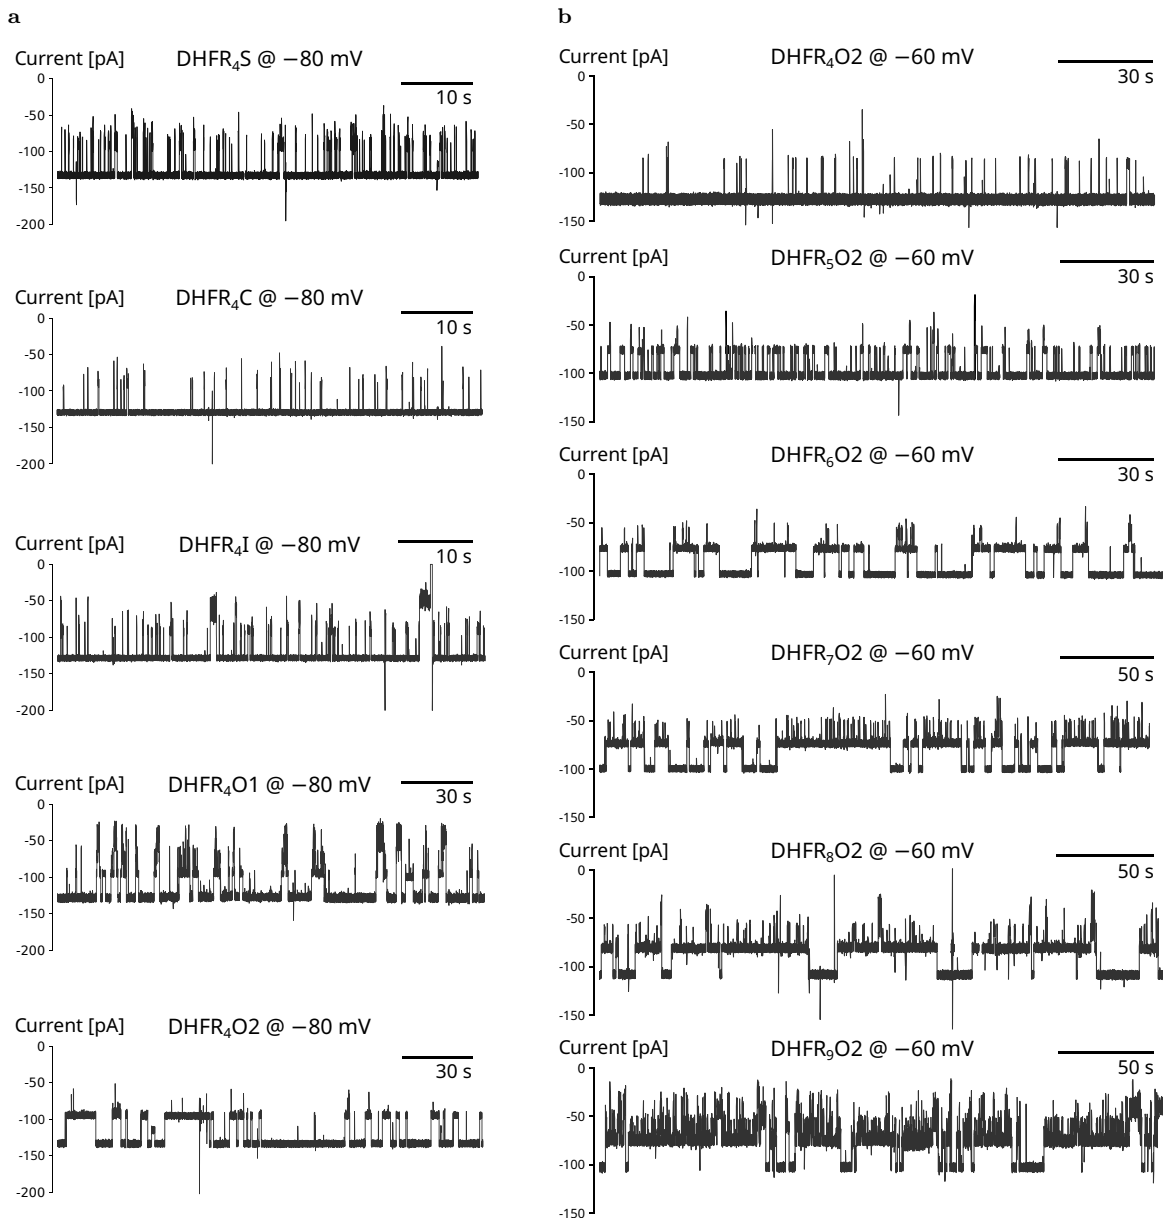 a
Current [pA]
DHFR₄S @ −80 mV
10 s
0
-50
-100
-150
-200
Current [pA]
DHFR₄C @ −80 mV
10 s
0
-50
-100
-150
-200
Current [pA]
DHFR₄I @ −80 mV
10 s
0
-50
-100
-150
-200
Current [pA]
DHFR₄O1 @ −80 mV
30 s
0
-50
-100
-150
-200
Current [pA]
DHFR₄O2 @ −80 mV
30 s
0
-50
-100
-150
-200
b
Current [pA]
DHFR₄O2 @ −60 mV
30 s
0
-50
-100
-150
Current [pA]
DHFR₅O2 @ −60 mV
30 s
0
-50
-100
-150
Current [pA]
DHFR₆O2 @ −60 mV
30 s
0
-50
-100
-150
Current [pA]
DHFR₇O2 @ −60 mV
50 s
0
-50
-100
-150
Current [pA]
DHFR₈O2 @ −60 mV
50 s
0
-50
-100
-150
Current [pA]
DHFR₉O2 @ −60 mV
50 s
0
-50
-100
-150